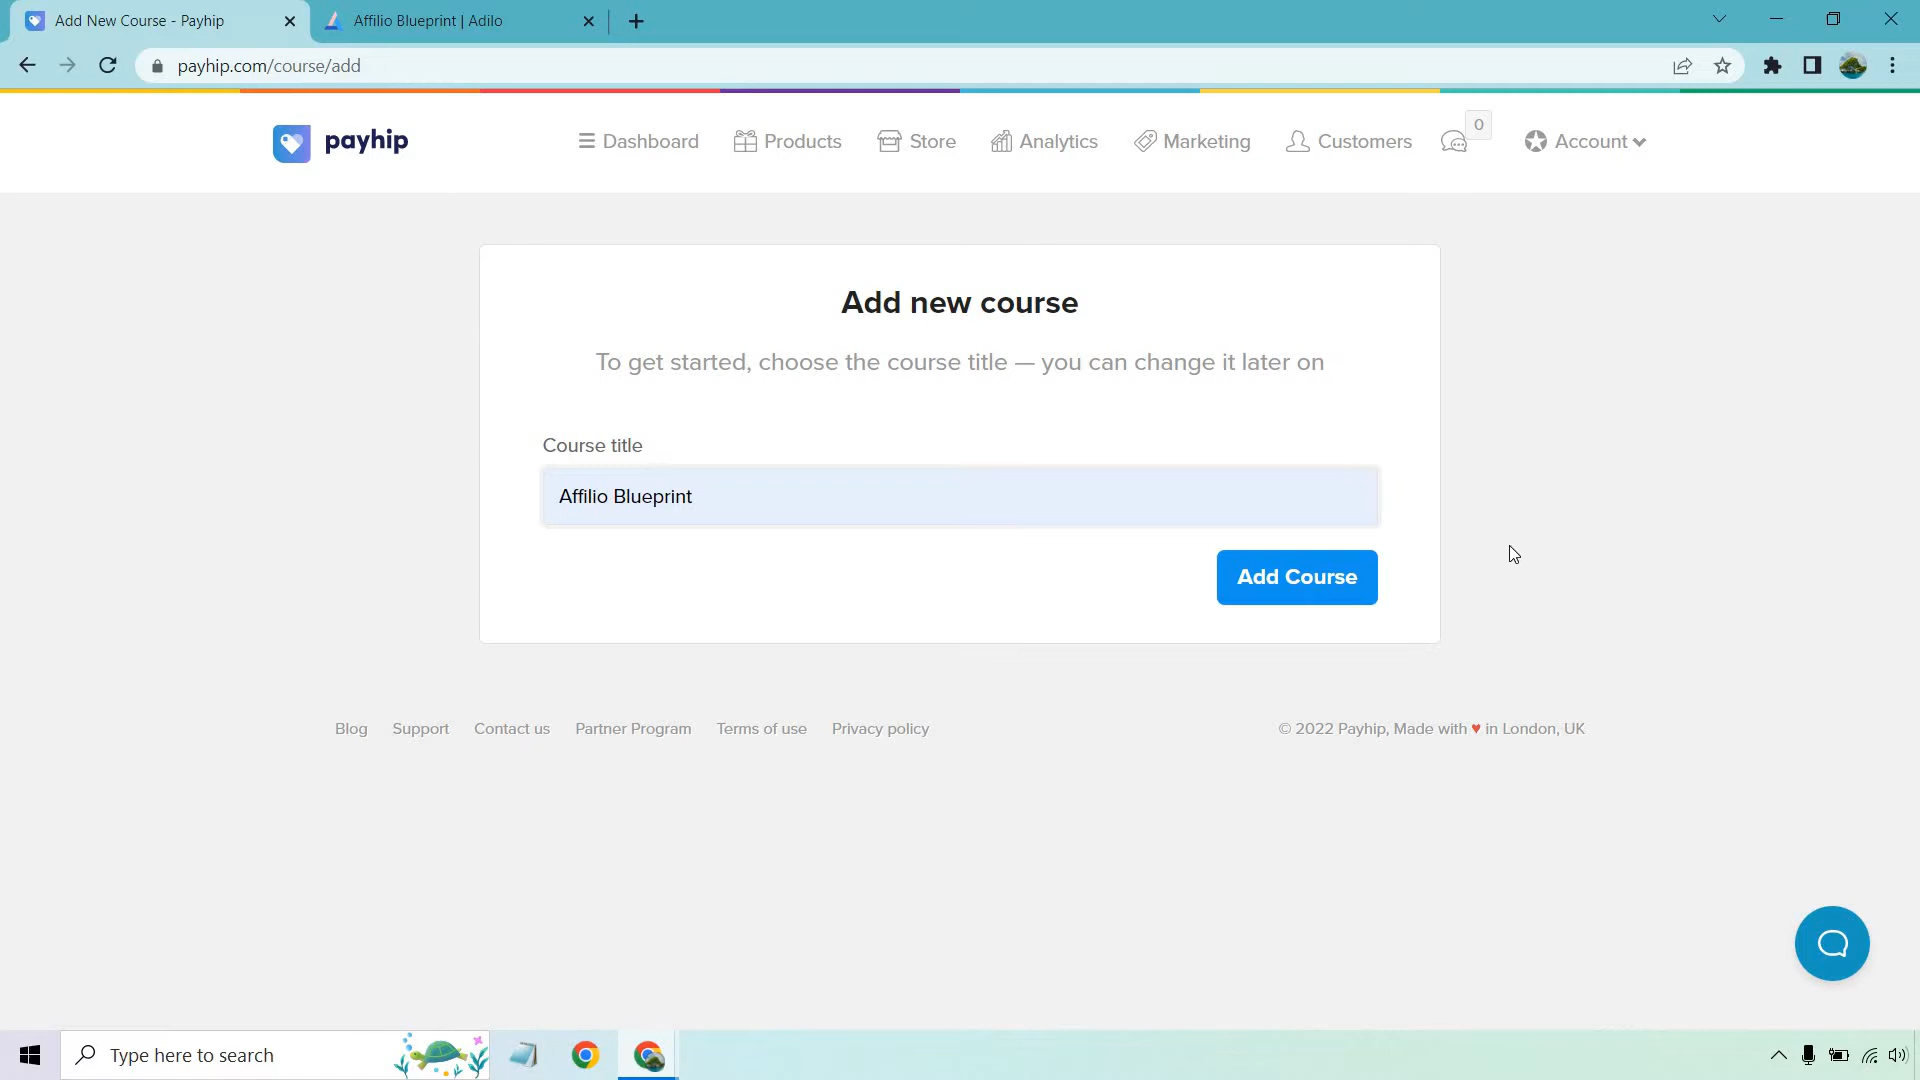 Add New Course - Payhip
Affilio Blueprint | Adilo
payhip.com/course/add
payhip
Dashboard
Products
Store
Analytics
Marketing
Customers
0
Account
Add new course
To get started, choose the course title — you can change it later on
Course title
Affilio Blueprint
Add Course
Blog
Support
Contact us
Partner Program
Terms of use
Privacy policy
© 2022 Payhip, Made with ♥ in London, UK
Type here to search